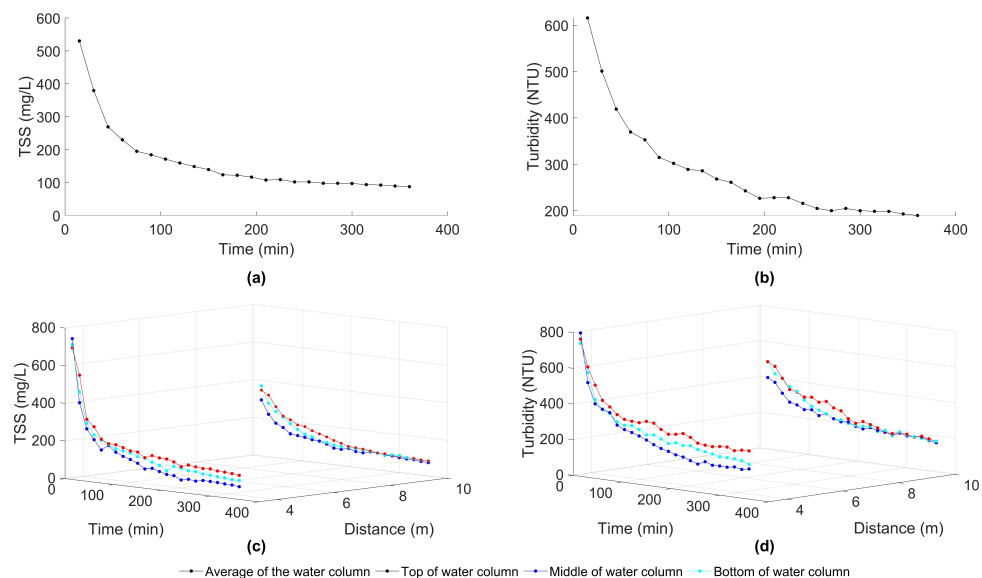 600
500
400
300
200
100
0
TSS (mg/L)
0 100 200 300 400
Time (min)
(a)
600
500
400
300
200
Turbidity (NTU)
0 100 200 300 400
Time (min)
(b)
800
600
400
200
0
TSS (mg/L)
0 100 200 300 400
Time (min)
4 6 8 10
Distance (m)
(c)
800
600
400
200
0
Turbidity (NTU)
0 100 200 300 400
Time (min)
4 6 8 10
Distance (m)
(d)
Average of the water column Top of water column Middle of water column Bottom of water column